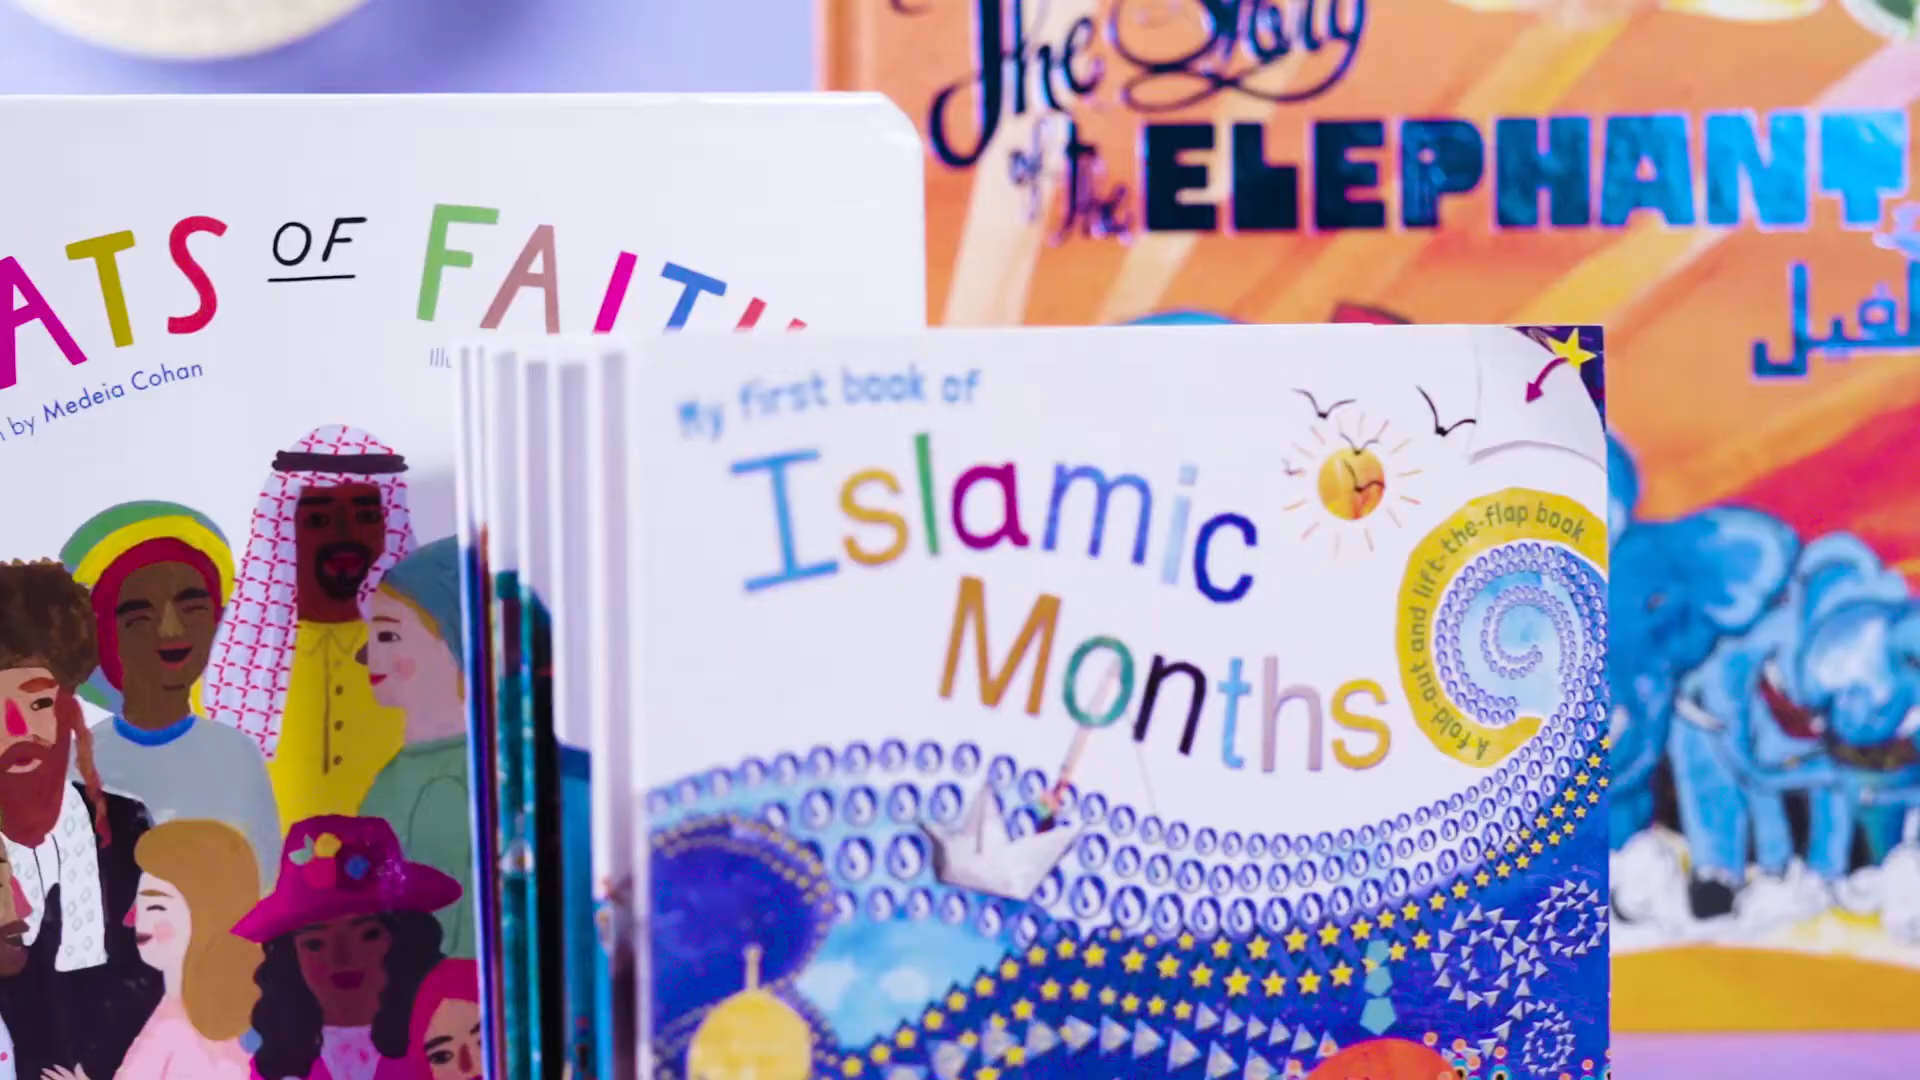 The Story
of the ELEPHANT
الفيل
ATS OF FAITH
by Medeia Cohan
My first book of
Islamic
Months
A fold-out and lift-the-flap book